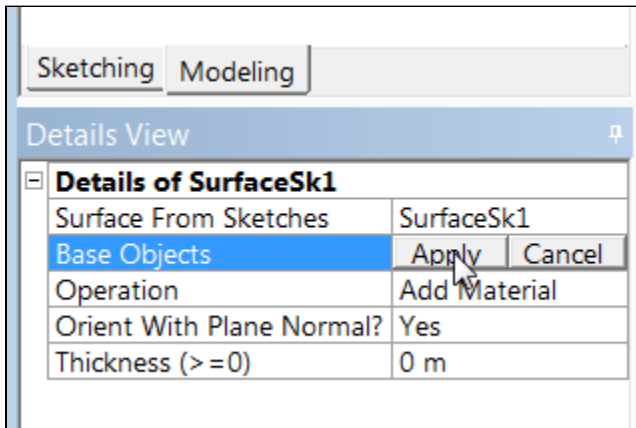 Sketching Modeling
Details View
Details of SurfaceSk1
Surface From Sketches SurfaceSk1
Base Objects Apply Cancel
Operation Add Material
Orient With Plane Normal? Yes
Thickness (>=0) 0 m